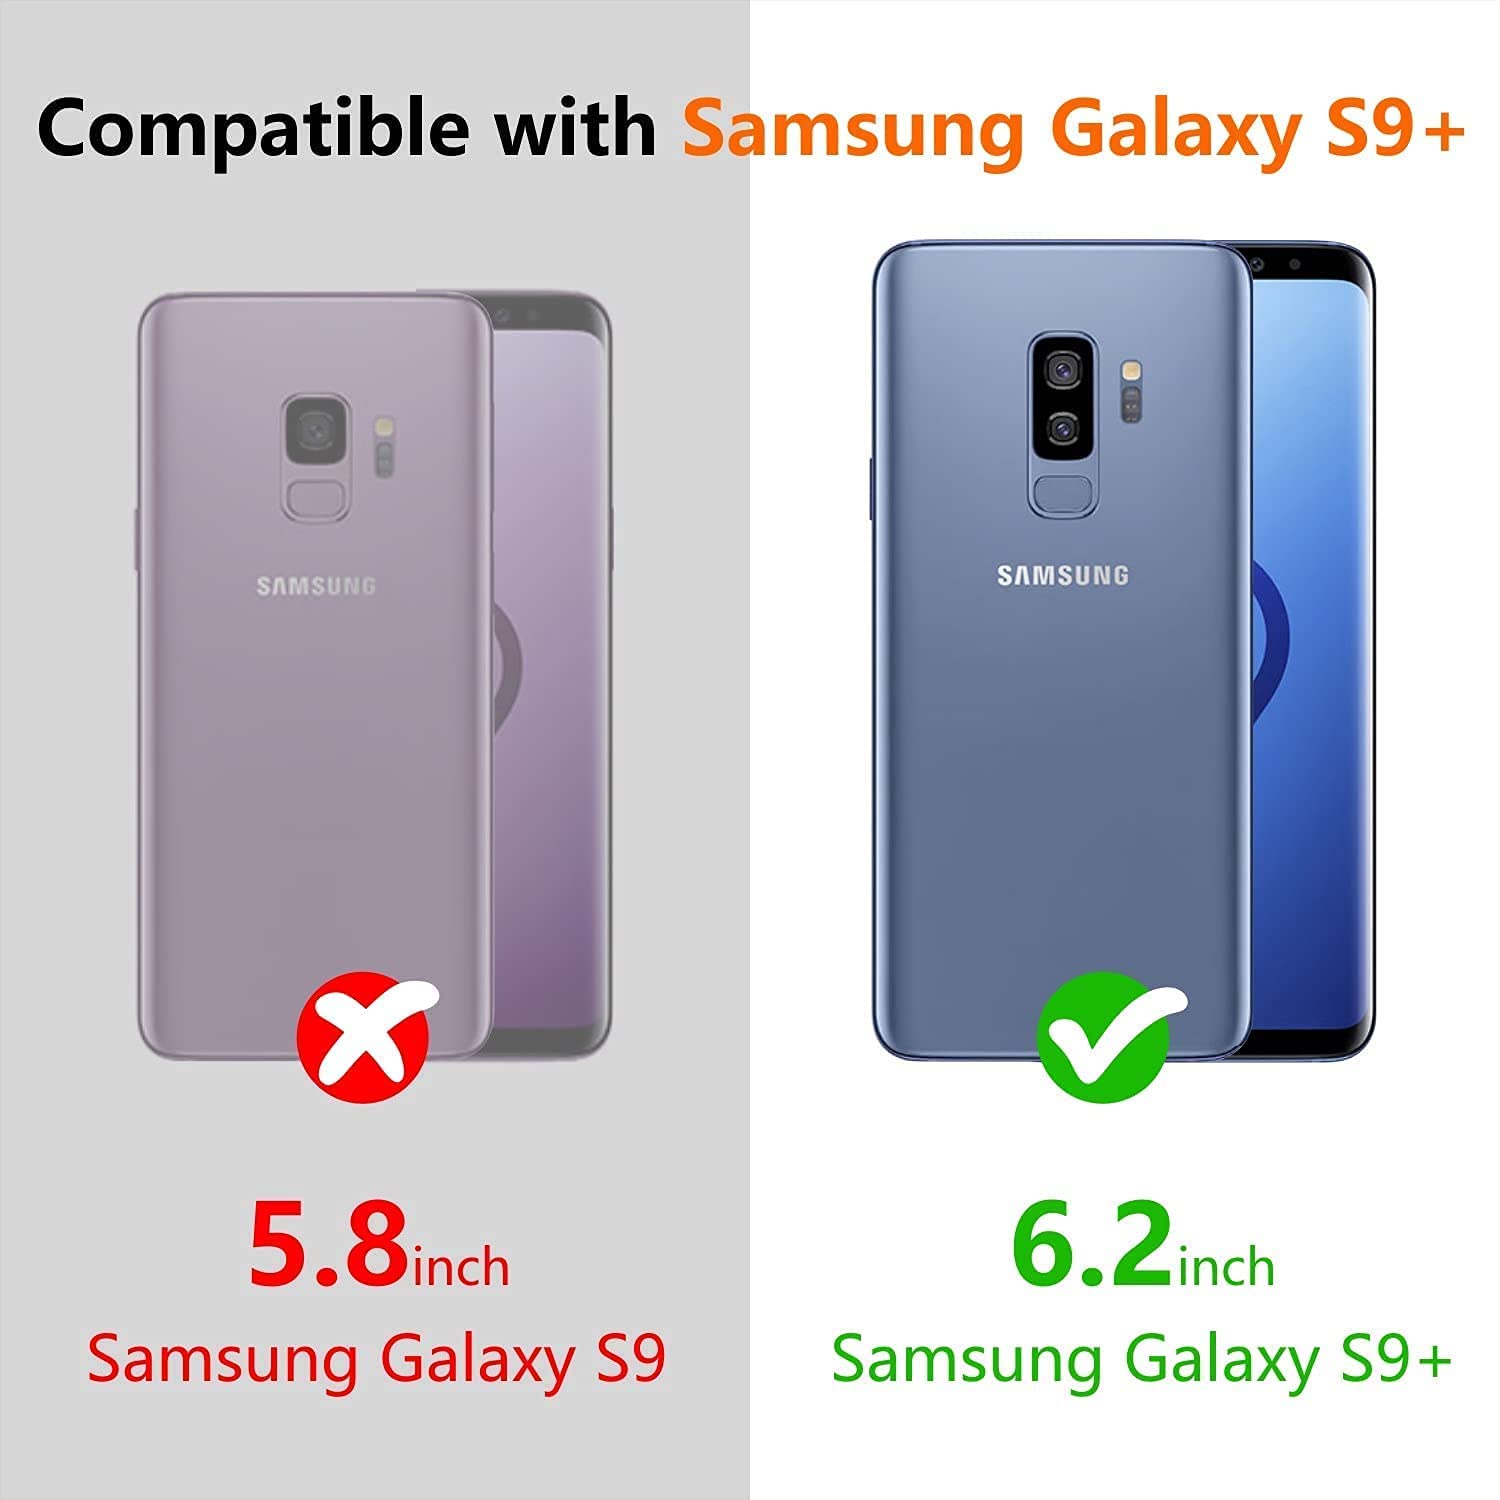 Compatible with Samsung Galaxy S9+
SAMSUNG
SAMSUNG
5.8inch
Samsung Galaxy S9
6.2inch
Samsung Galaxy S9+